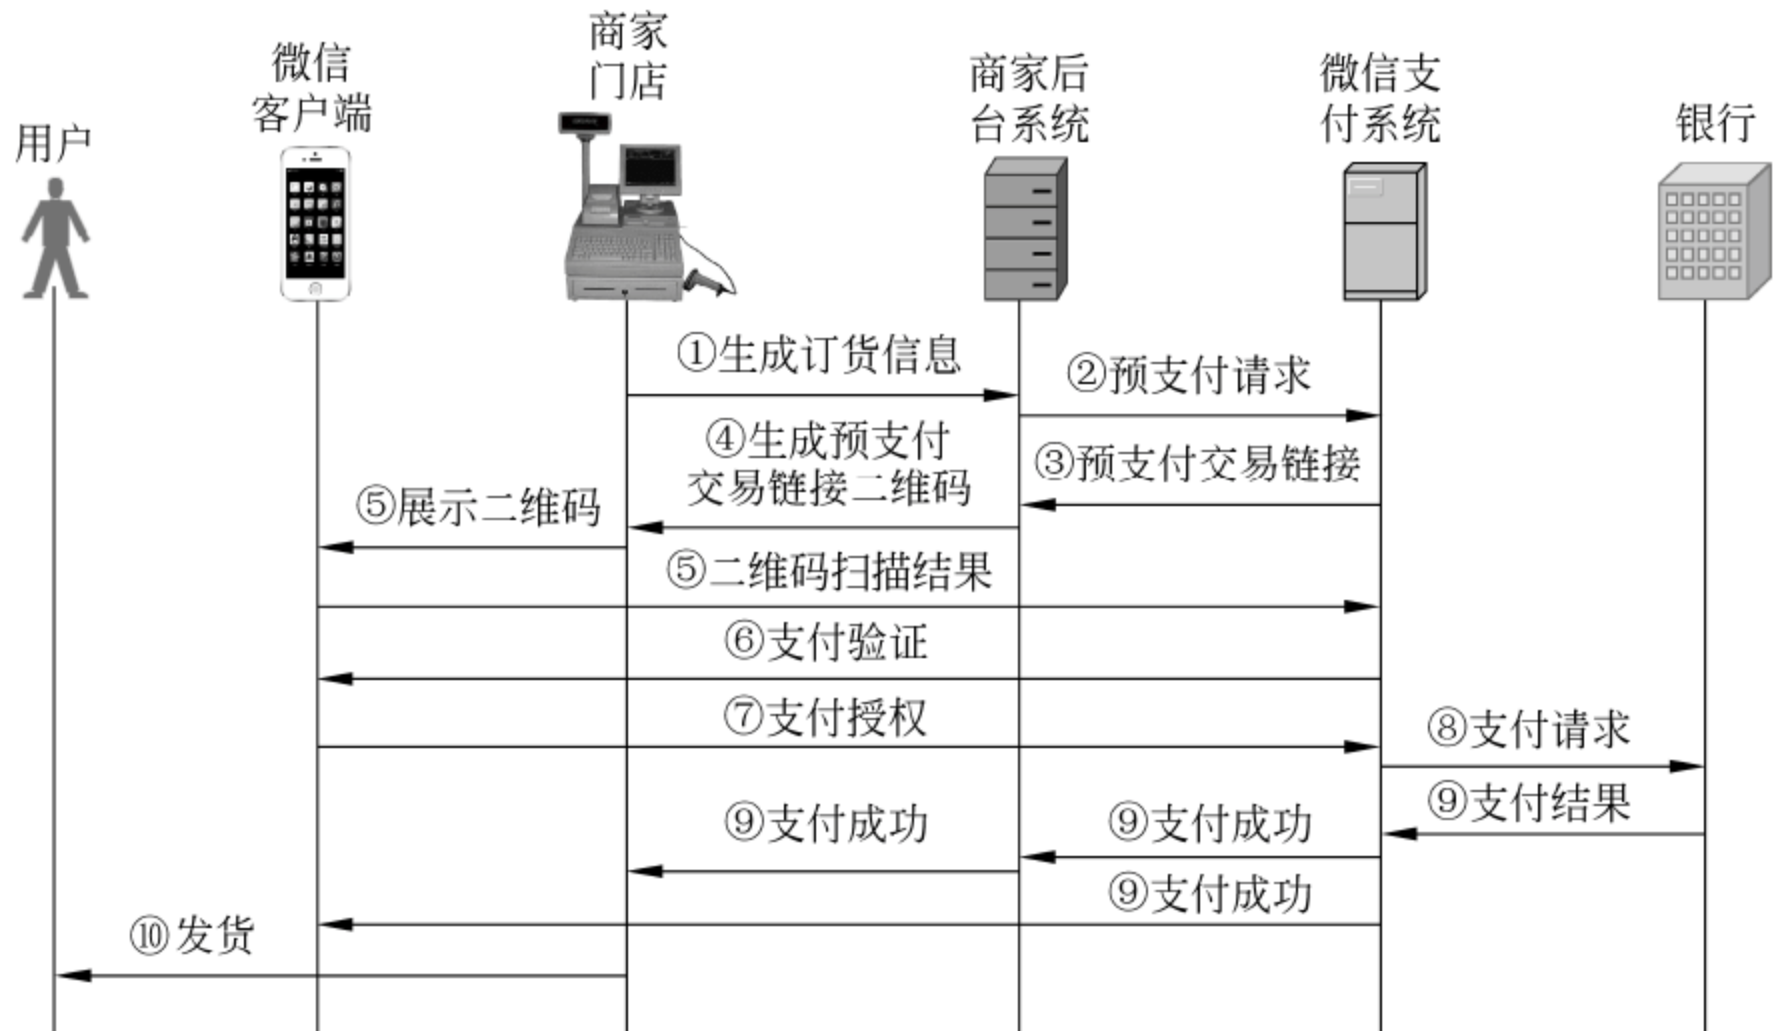 用户
微信
客户端
商家
门店
商家后
台系统
微信支
付系统
银行
①生成订货信息
②预支付请求
③预支付交易链接
④生成预支付
交易链接二维码
⑤展示二维码
⑤二维码扫描结果
⑥支付验证
⑦支付授权
⑧支付请求
⑨支付结果
⑨支付成功
⑨支付成功
⑨支付成功
⑩发货